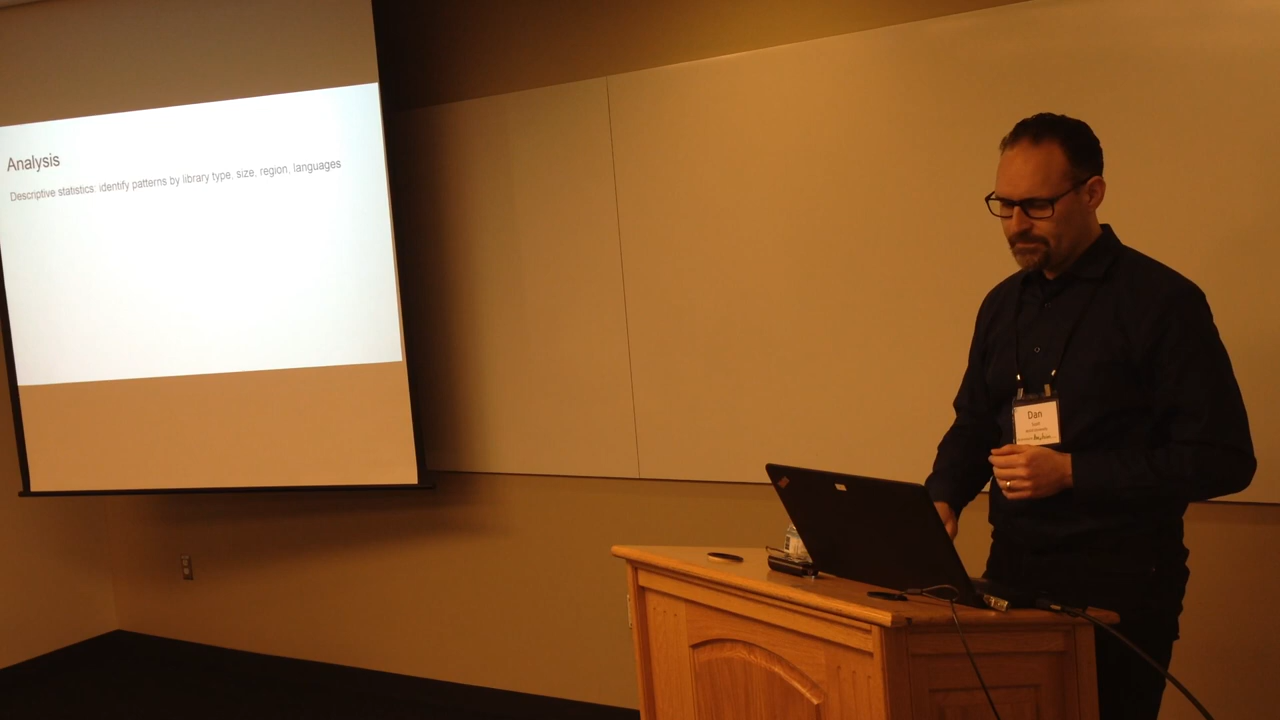 Analysis
Descriptive statistics: identify patterns by library type, size, region, languages
Dan